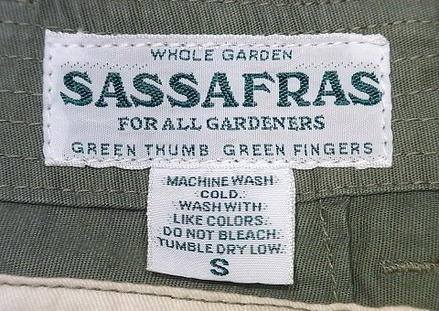 WHOLE GARDEN
SASSAFRAS
FOR ALL GARDENERS
GREEN THUMB GREEN FINGERS
MACHINE WASH
COLD.
WASH WITH
LIKE COLORS.
DO NOT BLEACH.
TUMBLE DRY LOW.
S